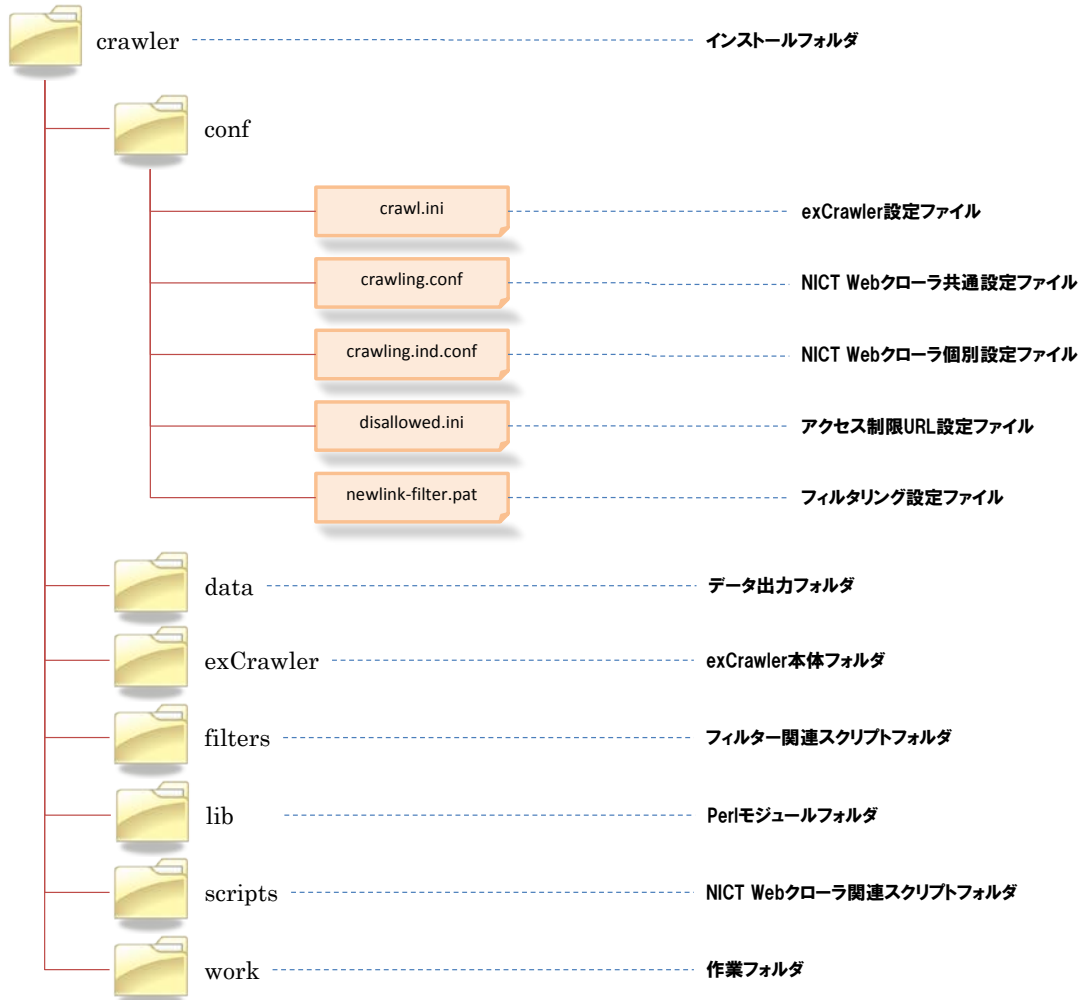 crawler インストールフォルダ
conf
crawl.ini exCrawler設定ファイル
crawling.conf NICT Webクローラ共通設定ファイル
crawling.ind.conf NICT Webクローラ個別設定ファイル
disallowed.ini アクセス制限URL設定ファイル
newlink-filter.pat フィルタリング設定ファイル
data データ出力フォルダ
exCrawler exCrawler本体フォルダ
filters フィルター関連スクリプトフォルダ
lib Perlモジュールフォルダ
scripts NICT Webクローラ関連スクリプトフォルダ
work 作業フォルダ